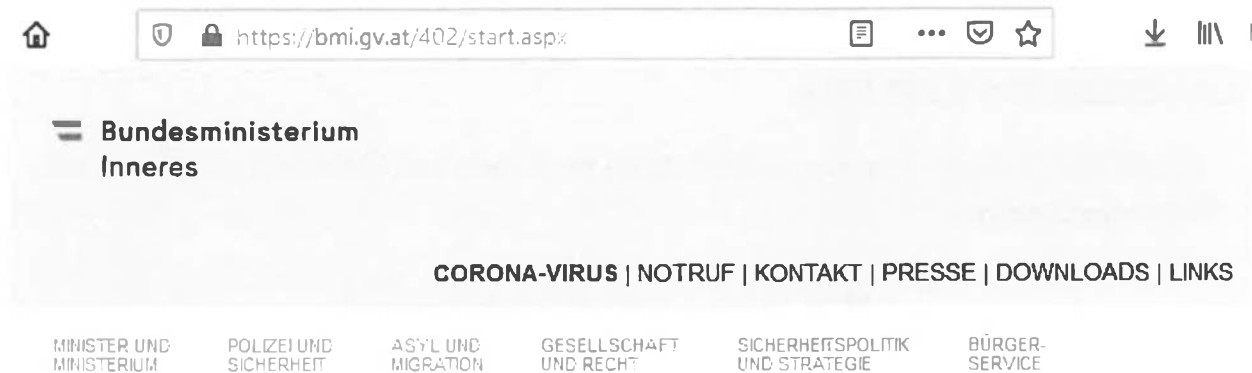 https://bmi.gv.at/402/start.aspx
Bundesministerium
Inneres
CORONA-VIRUS | NOTRUF | KONTAKT | PRESSE | DOWNLOADS | LINKS
MINISTER UND MINISTERIUM
POLIZEI UND SICHERHEIT
ASYL UND MIGRATION
GESELLSCHAFT UND RECHT
SICHERHEITSPOLITIK UND STRATEGIE
BÜRGER-SERVICE